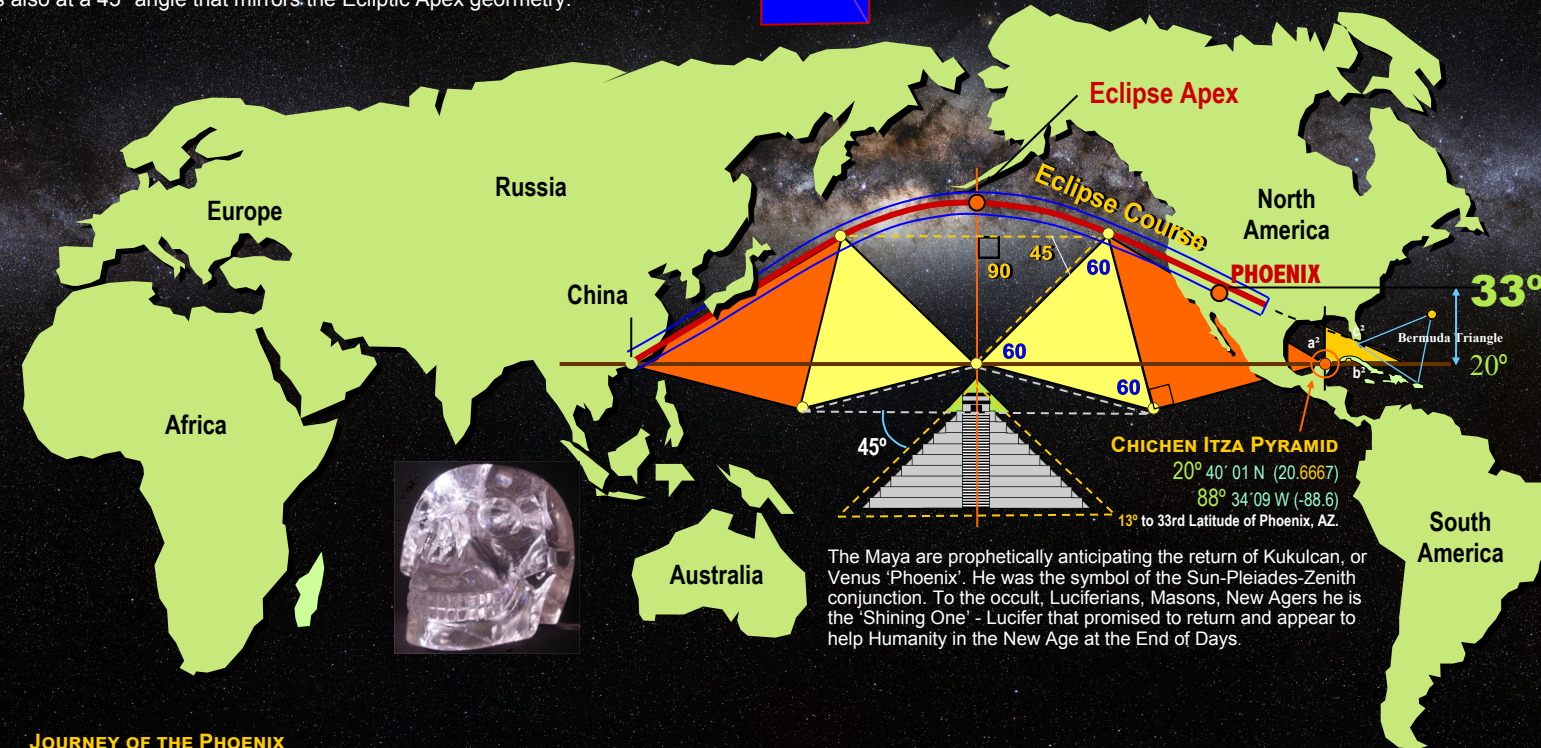 s also at a 45° angle that mirrors the Ecliptic Apex geometry.
Eclipse Apex
Russia
Europe
Eclipse Course
North
America
90
45
60
PHOENIX
33º
China
a²
c²
Bermuda Triangle
b²
20º
60
60
Africa
45º
CHICHEN ITZA PYRAMID
20º 40´ 01 N (20.6667)
88º 34´09 W (-88.6)
13º to 33rd Latitude of Phoenix, AZ.
South
America
Australia
The Maya are prophetically anticipating the return of Kukulcan, or
Venus ‘Phoenix’. He was the symbol of the Sun-Pleiades-Zenith
conjunction. To the occult, Luciferians, Masons, New Agers he is
the ‘Shining One’ - Lucifer that promised to return and appear to
help Humanity in the New Age at the End of Days.
JOURNEY OF THE PHOENIX